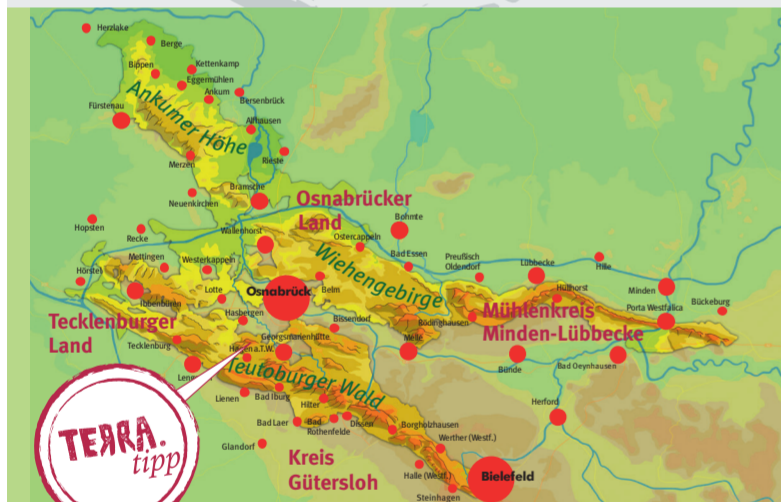 Herzlake
Berge
Kettenkamp
Bippen
Eggermühlen
Ankum
Bersenbrück
Fürstenau
Ankumer Höhe
Alfhausen
Rieste
Merzen
Bramsche
Neuenkirchen
Osnabrücker
Land
Hopsten
Recke
Wallenhorst
Bohmte
Ostercappeln
Mettingen
Westerkappeln
Bad Essen
Preußisch
Oldendorf
Lübbecke
Hille
Hörstel
Wiehengebirge
Belm
Minden
Ibbenbüren
Lotte
Osnabrück
Hüllhorst
Porta Westfalica
Bückeburg
Tecklenburger
Land
Hasbergen
Bissendorf
Rödinghausen
Mühlenkreis
Minden-Lübbecke
Tecklenburg
Georgsmarienhütte
Hagen a.T.W.
Melle
Teutoburger Wald
Bünde
Bad Oeynhausen
Lienen
Bad Iburg
Hilter
Herford
TERRA.
tipp
Bad Laer
Bad
Rothenfelde
Dissen
Borgholzhausen
Glandorf
Werther (Westf.)
Kreis
Gütersloh
Halle (Westf.)
Bielefeld
Steinhagen